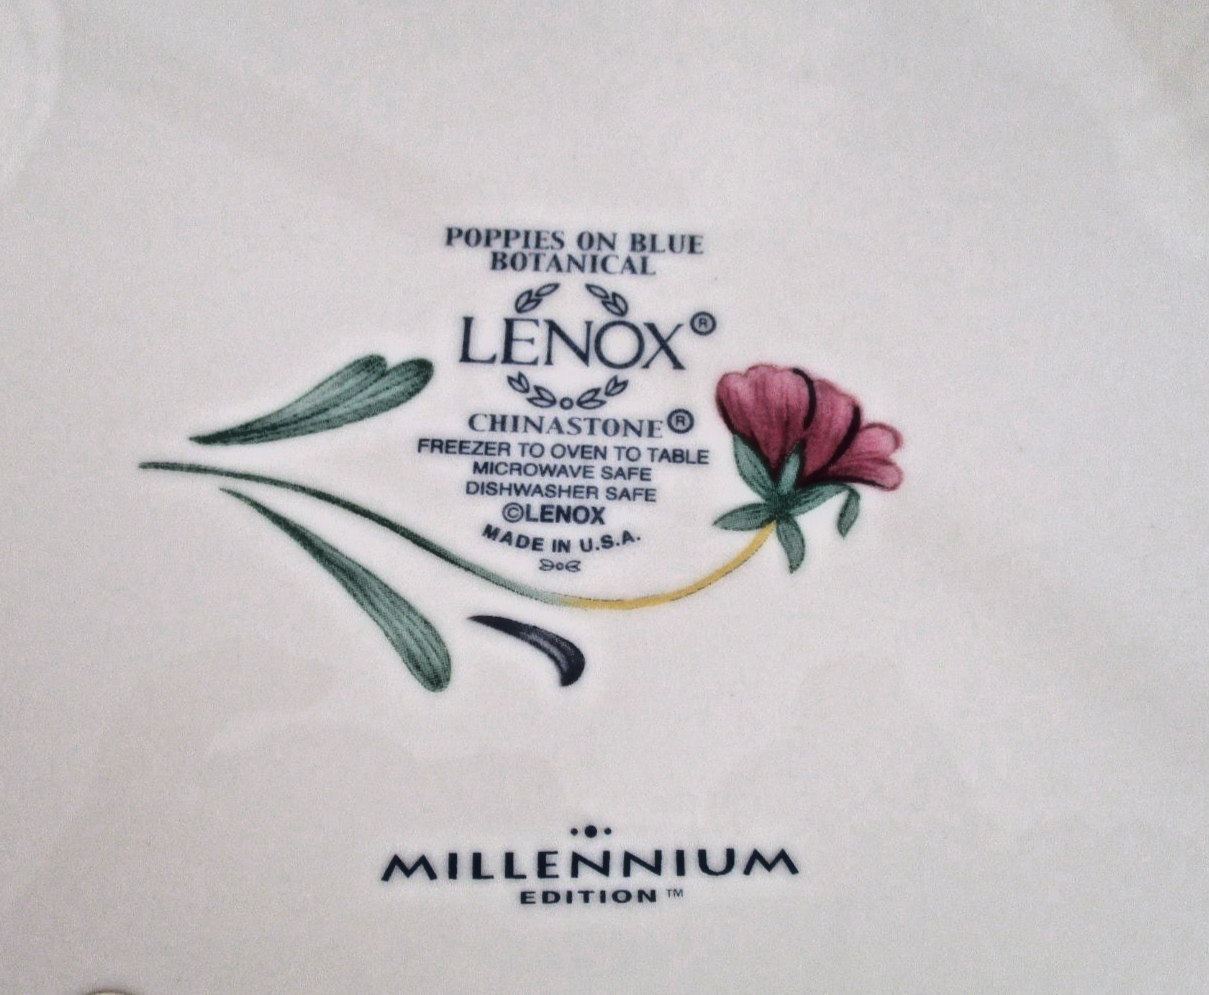 POPPIES ON BLUE
BOTANICAL
LENOX®
CHINASTONE®
FREEZER TO OVEN TO TABLE
MICROWAVE SAFE
DISHWASHER SAFE
©LENOX
MADE IN U.S.A.
MILLENNIUM
EDITION™